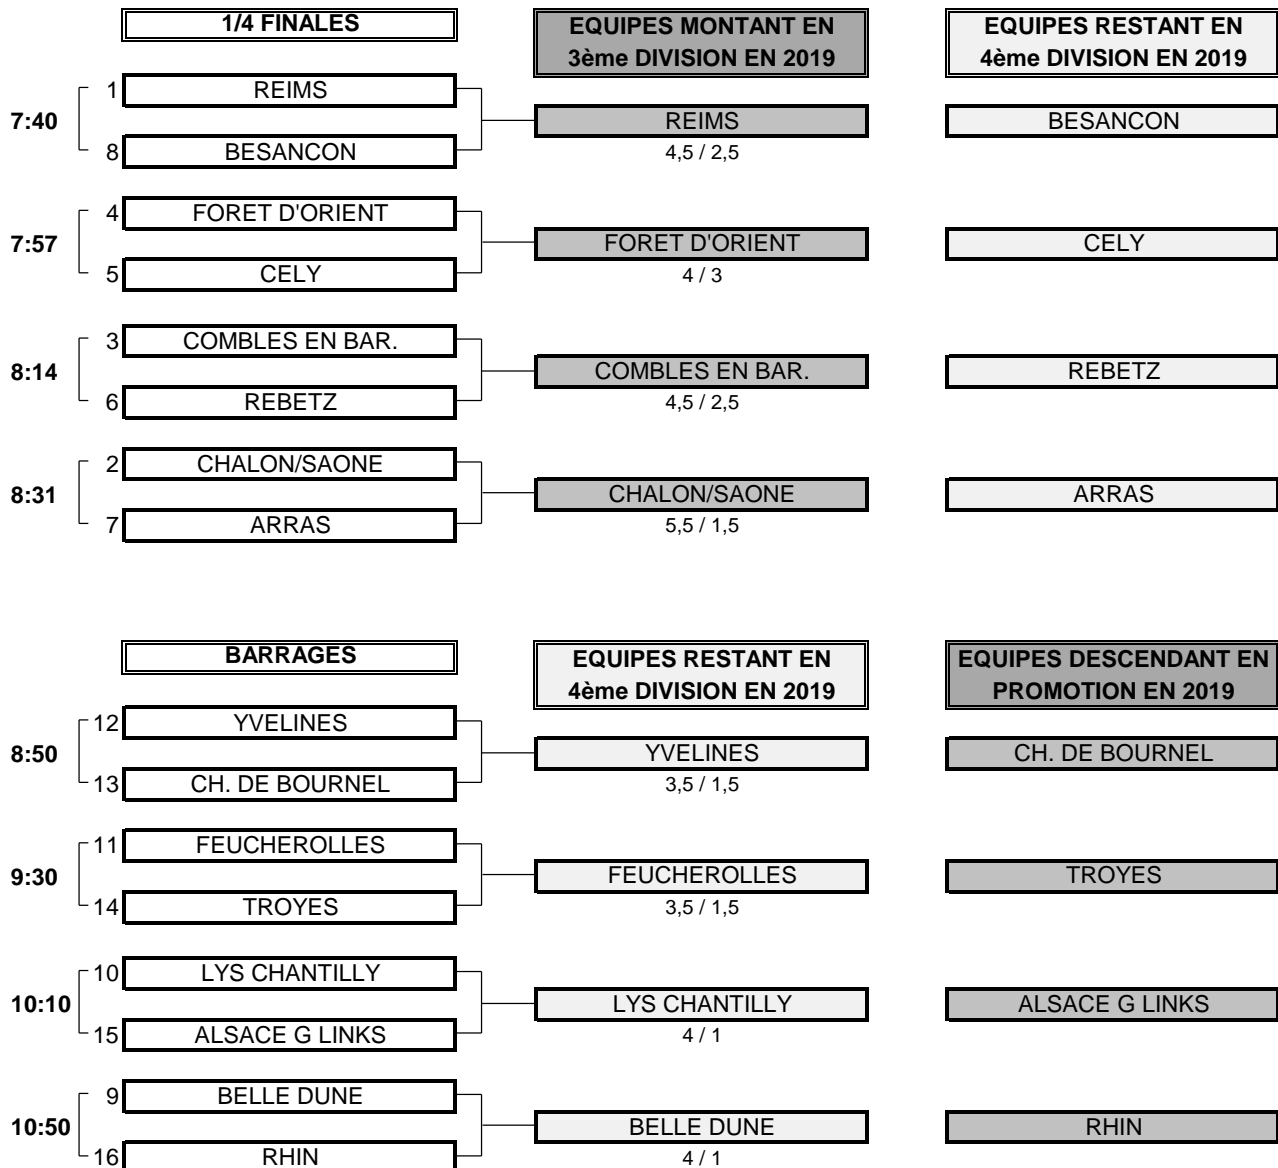 1/4 FINALES
EQUIPES MONTANT EN
3ème DIVISION EN 2019
EQUIPES RESTANT EN
4ème DIVISION EN 2019
1 REIMS
7:40 REIMS BESANCON
8 BESANCON 4,5 / 2,5
4 FORET D'ORIENT
7:57 FORET D'ORIENT CELY
5 CELY 4 / 3
3 COMBLES EN BAR.
8:14 COMBLES EN BAR. REBETZ
6 REBETZ 4,5 / 2,5
2 CHALON/SAONE
8:31 CHALON/SAONE ARRAS
7 ARRAS 5,5 / 1,5
BARRAGES
EQUIPES RESTANT EN
4ème DIVISION EN 2019
EQUIPES DESCENDANT EN
PROMOTION EN 2019
12 YVELINES
8:50 YVELINES CH. DE BOURNEL
13 CH. DE BOURNEL 3,5 / 1,5
11 FEUCHEROLLES
9:30 FEUCHEROLLES TROYES
14 TROYES 3,5 / 1,5
10 LYS CHANTILLY
10:10 LYS CHANTILLY ALSACE G LINKS
15 ALSACE G LINKS 4 / 1
9 BELLE DUNE
10:50 BELLE DUNE RHIN
16 RHIN 4 / 1